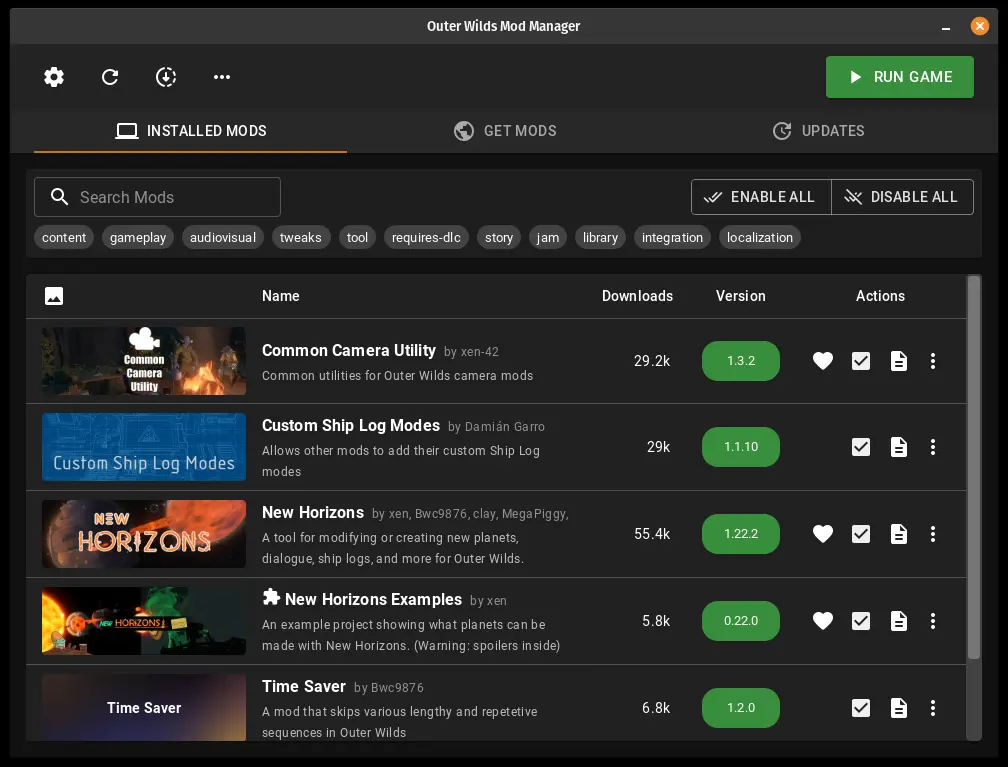 Outer Wilds Mod Manager
RUN GAME
INSTALLED MODS
GET MODS
UPDATES
Search Mods
ENABLE ALL
DISABLE ALL
content gameplay audiovisual tweaks tool requires-dlc story jam library integration localization
Name Downloads Version Actions
Common
Camera
Utility
Common Camera Utility by xen-42
Common utilities for Outer Wilds camera mods
29.2k
1.3.2
Custom Ship Log Modes
Custom Ship Log Modes by Damián Garro
Allows other mods to add their custom Ship Log
modes
29k
1.1.10
NEW
HORIZONS
New Horizons by xen, Bwc9876, clay, MegaPiggy,
A tool for modifying or creating new planets,
dialogue, ship logs, and more for Outer Wilds.
55.4k
1.22.2
NEW HORIZONS
New Horizons Examples by xen
An example project showing what planets can be
made with New Horizons. (Warning: spoilers inside)
5.8k
0.22.0
Time Saver
Time Saver by Bwc9876
A mod that skips various lengthy and repetetive
sequences in Outer Wilds
6.8k
1.2.0